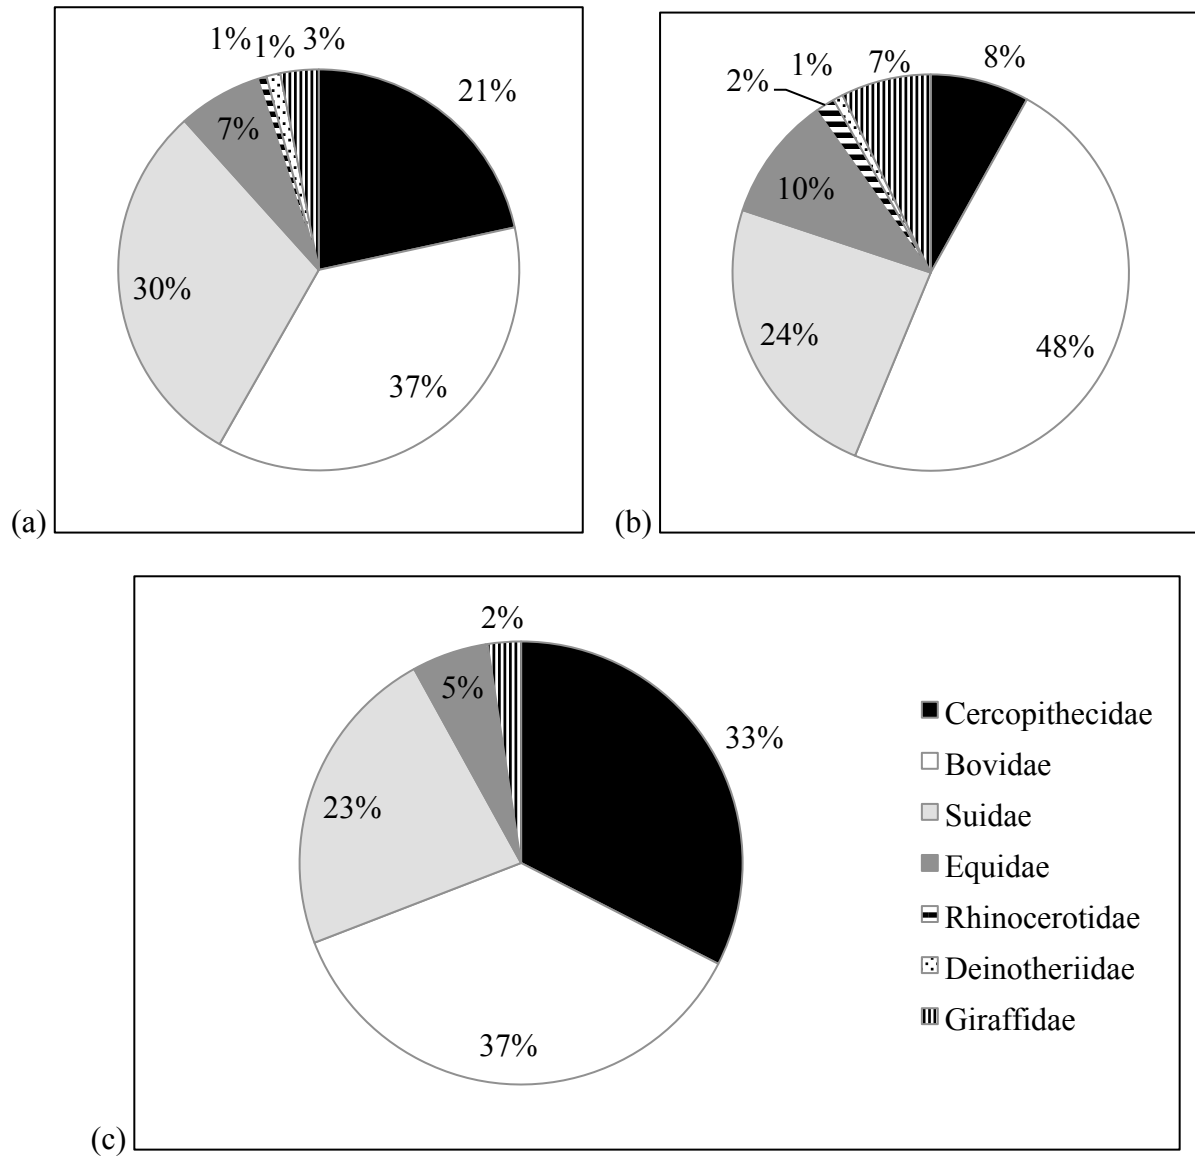 1% 1% 3%
21%
7%
30%
37%
(a)
2% 1% 7% 8%
10%
24%
48%
(b)
2%
5%
33%
23%
37%
Cercopithecidae
Bovidae
Suidae
Equidae
Rhinocerotidae
Deinotheriidae
Giraffidae
(c)